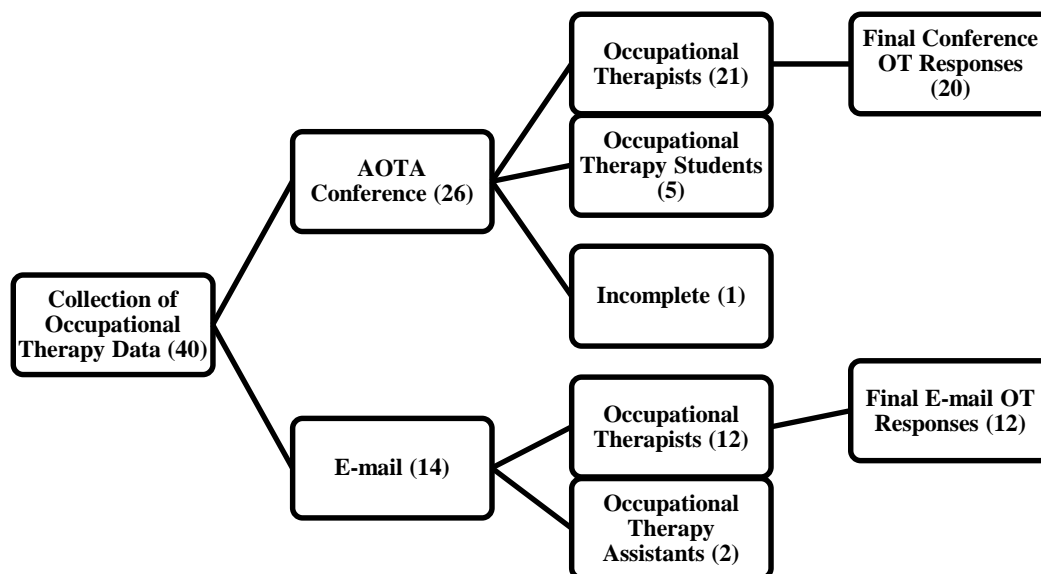 Collection of
Occupational
Therapy Data (40)
AOTA
Conference (26)
Occupational
Therapists (21)
Final Conference
OT Responses
(20)
Occupational
Therapy Students
(5)
Incomplete (1)
E-mail (14)
Occupational
Therapists (12)
Final E-mail OT
Responses (12)
Occupational
Therapy
Assistants (2)